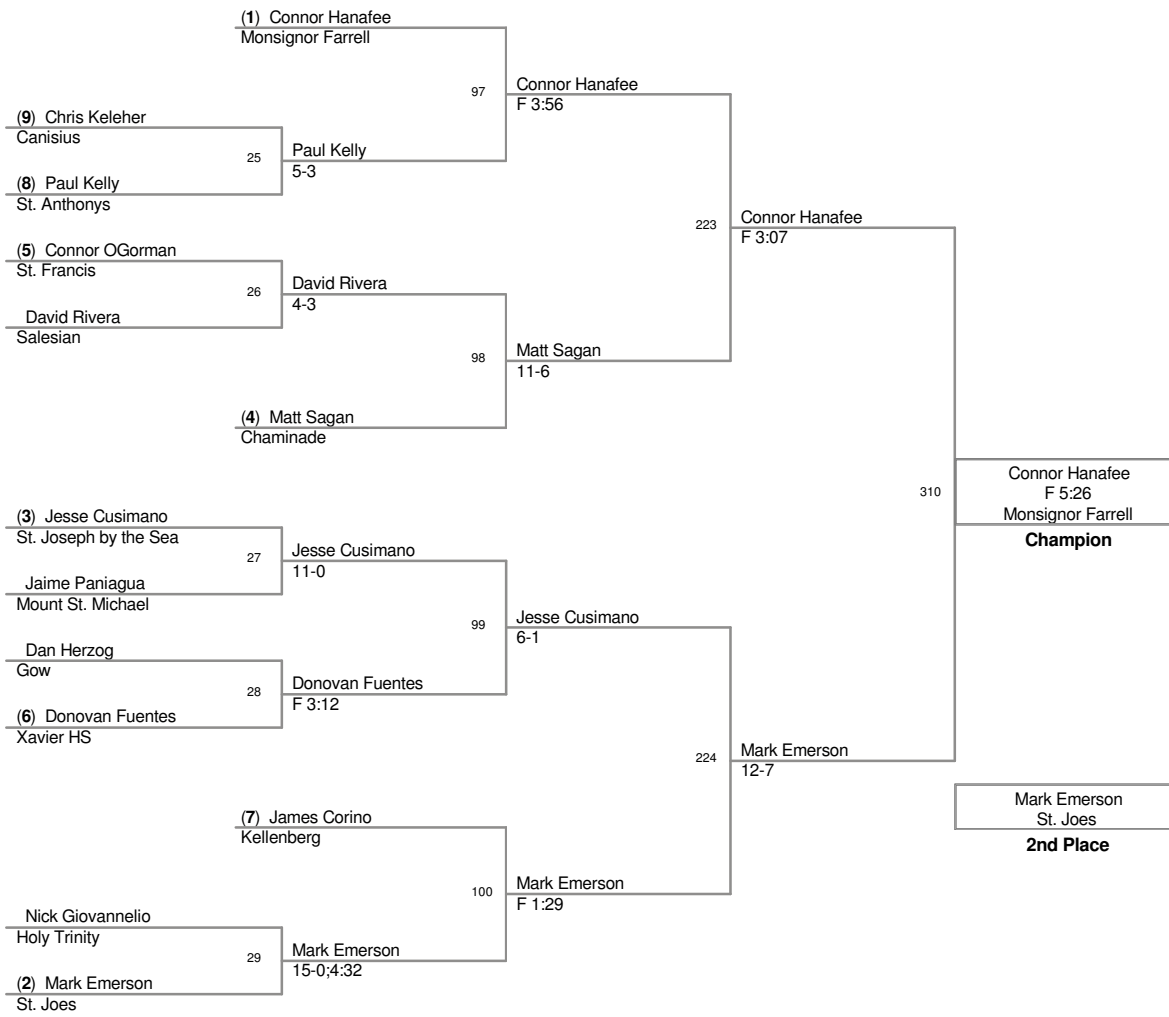 (1) Connor Hanafee
Monsignor Farrell
97
Connor Hanafee
F 3:56
(9) Chris Keleher
Canisius
25
Paul Kelly
5-3
(8) Paul Kelly
St. Anthonys
223
Connor Hanafee
F 3:07
(5) Connor OGorman
St. Francis
26
David Rivera
4-3
David Rivera
Salesian
98
Matt Sagan
11-6
(4) Matt Sagan
Chaminade
310
Connor Hanafee
F 5:26
Monsignor Farrell
Champion
(3) Jesse Cusimano
St. Joseph by the Sea
27
Jesse Cusimano
11-0
Jaime Paniagua
Mount St. Michael
99
Jesse Cusimano
6-1
Dan Herzog
Gow
28
Donovan Fuentes
F 3:12
(6) Donovan Fuentes
Xavier HS
224
Mark Emerson
12-7
Mark Emerson
St. Joes
2nd Place
(7) James Corino
Kellenberg
100
Mark Emerson
F 1:29
Nick Giovannelio
Holy Trinity
29
Mark Emerson
15-0;4:32
(2) Mark Emerson
St. Joes